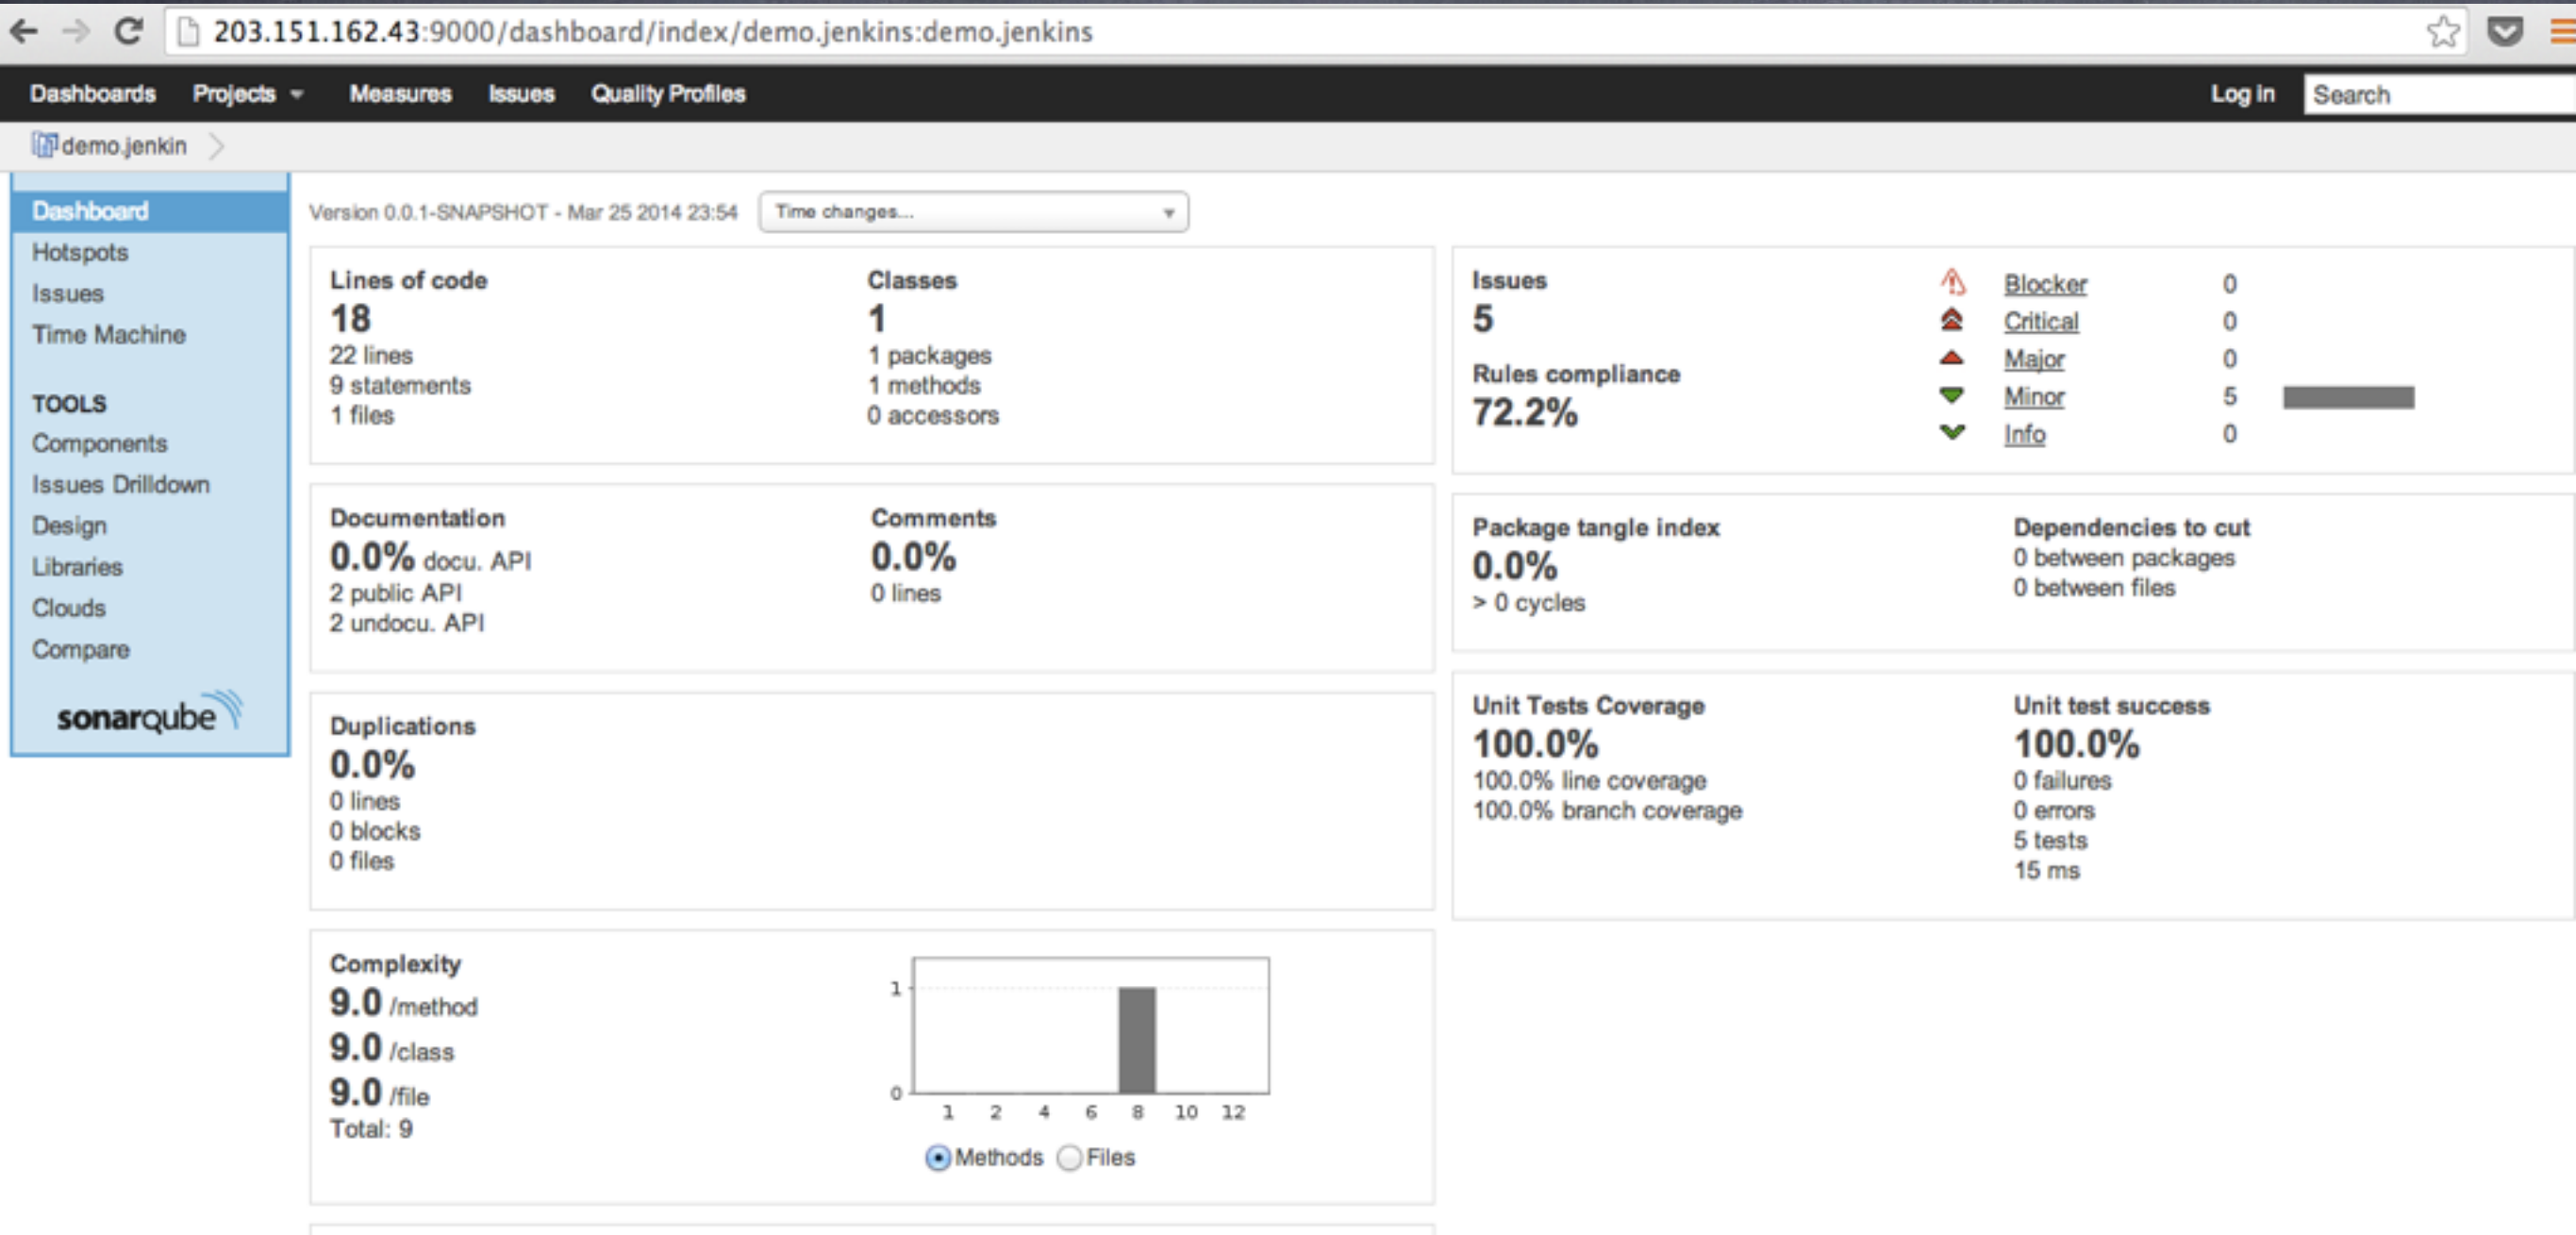 203.151.162.43:9000/dashboard/index/demo.jenkins:demo.jenkins
Dashboards Projects Measures Issues Quality Profiles Log in Search
demo.jenkin
Dashboard
Hotspots
Issues
Time Machine
TOOLS
Components
Issues Drilldown
Design
Libraries
Clouds
Compare
sonarqube
Version 0.0.1-SNAPSHOT - Mar 25 2014 23:54 Time changes...
Lines of code
18
22 lines
9 statements
1 files
Classes
1
1 packages
1 methods
0 accessors
Documentation
0.0% docu. API
2 public API
2 undocu. API
Comments
0.0%
0 lines
Duplications
0.0%
0 lines
0 blocks
0 files
Complexity
9.0 /method
9.0 /class
9.0 /file
Total: 9
1
0
1 2 4 6 8 10 12
Methods Files
Issues
5
Rules compliance
72.2%
Blocker 0
Critical 0
Major 0
Minor 5
Info 0
Package tangle index
0.0%
> 0 cycles
Dependencies to cut
0 between packages
0 between files
Unit Tests Coverage
100.0%
100.0% line coverage
100.0% branch coverage
Unit test success
100.0%
0 failures
0 errors
5 tests
15 ms